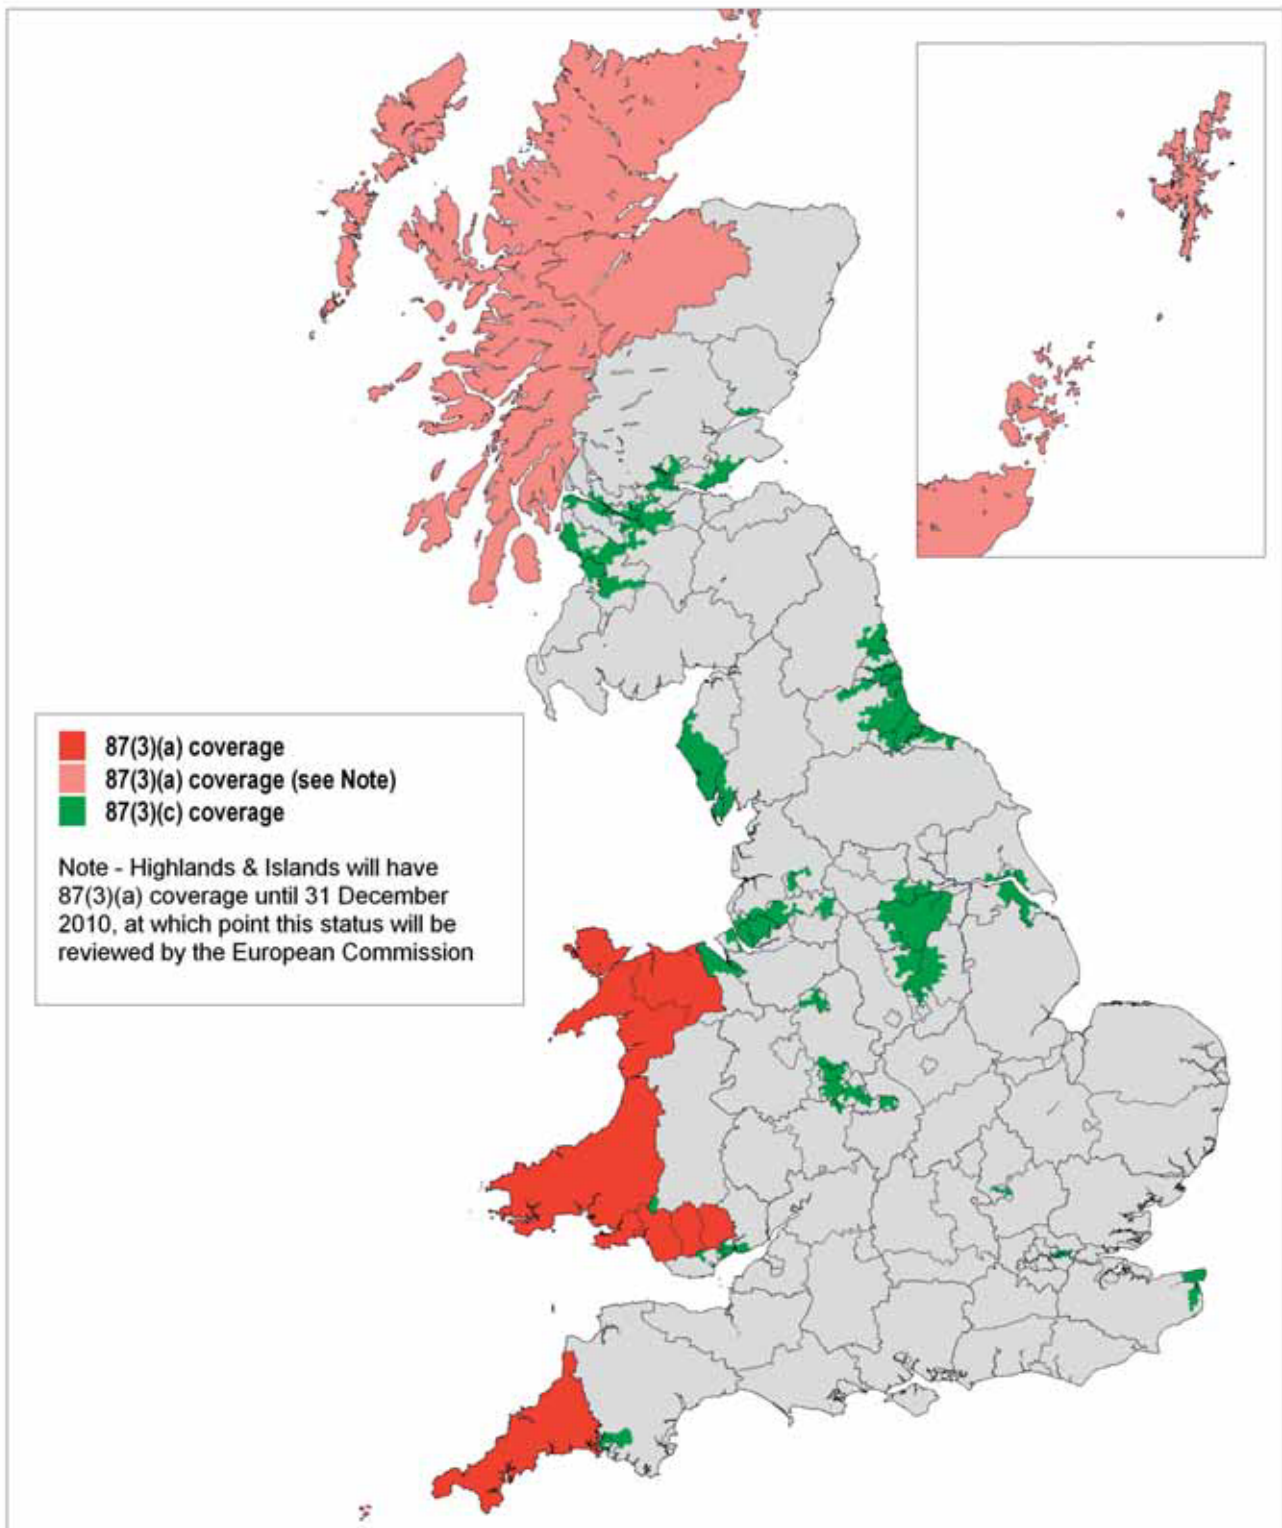 87(3)(a) coverage
87(3)(a) coverage (see Note)
87(3)(c) coverage
Note - Highlands & Islands will have
87(3)(a) coverage until 31 December
2010, at which point this status will be
reviewed by the European Commission